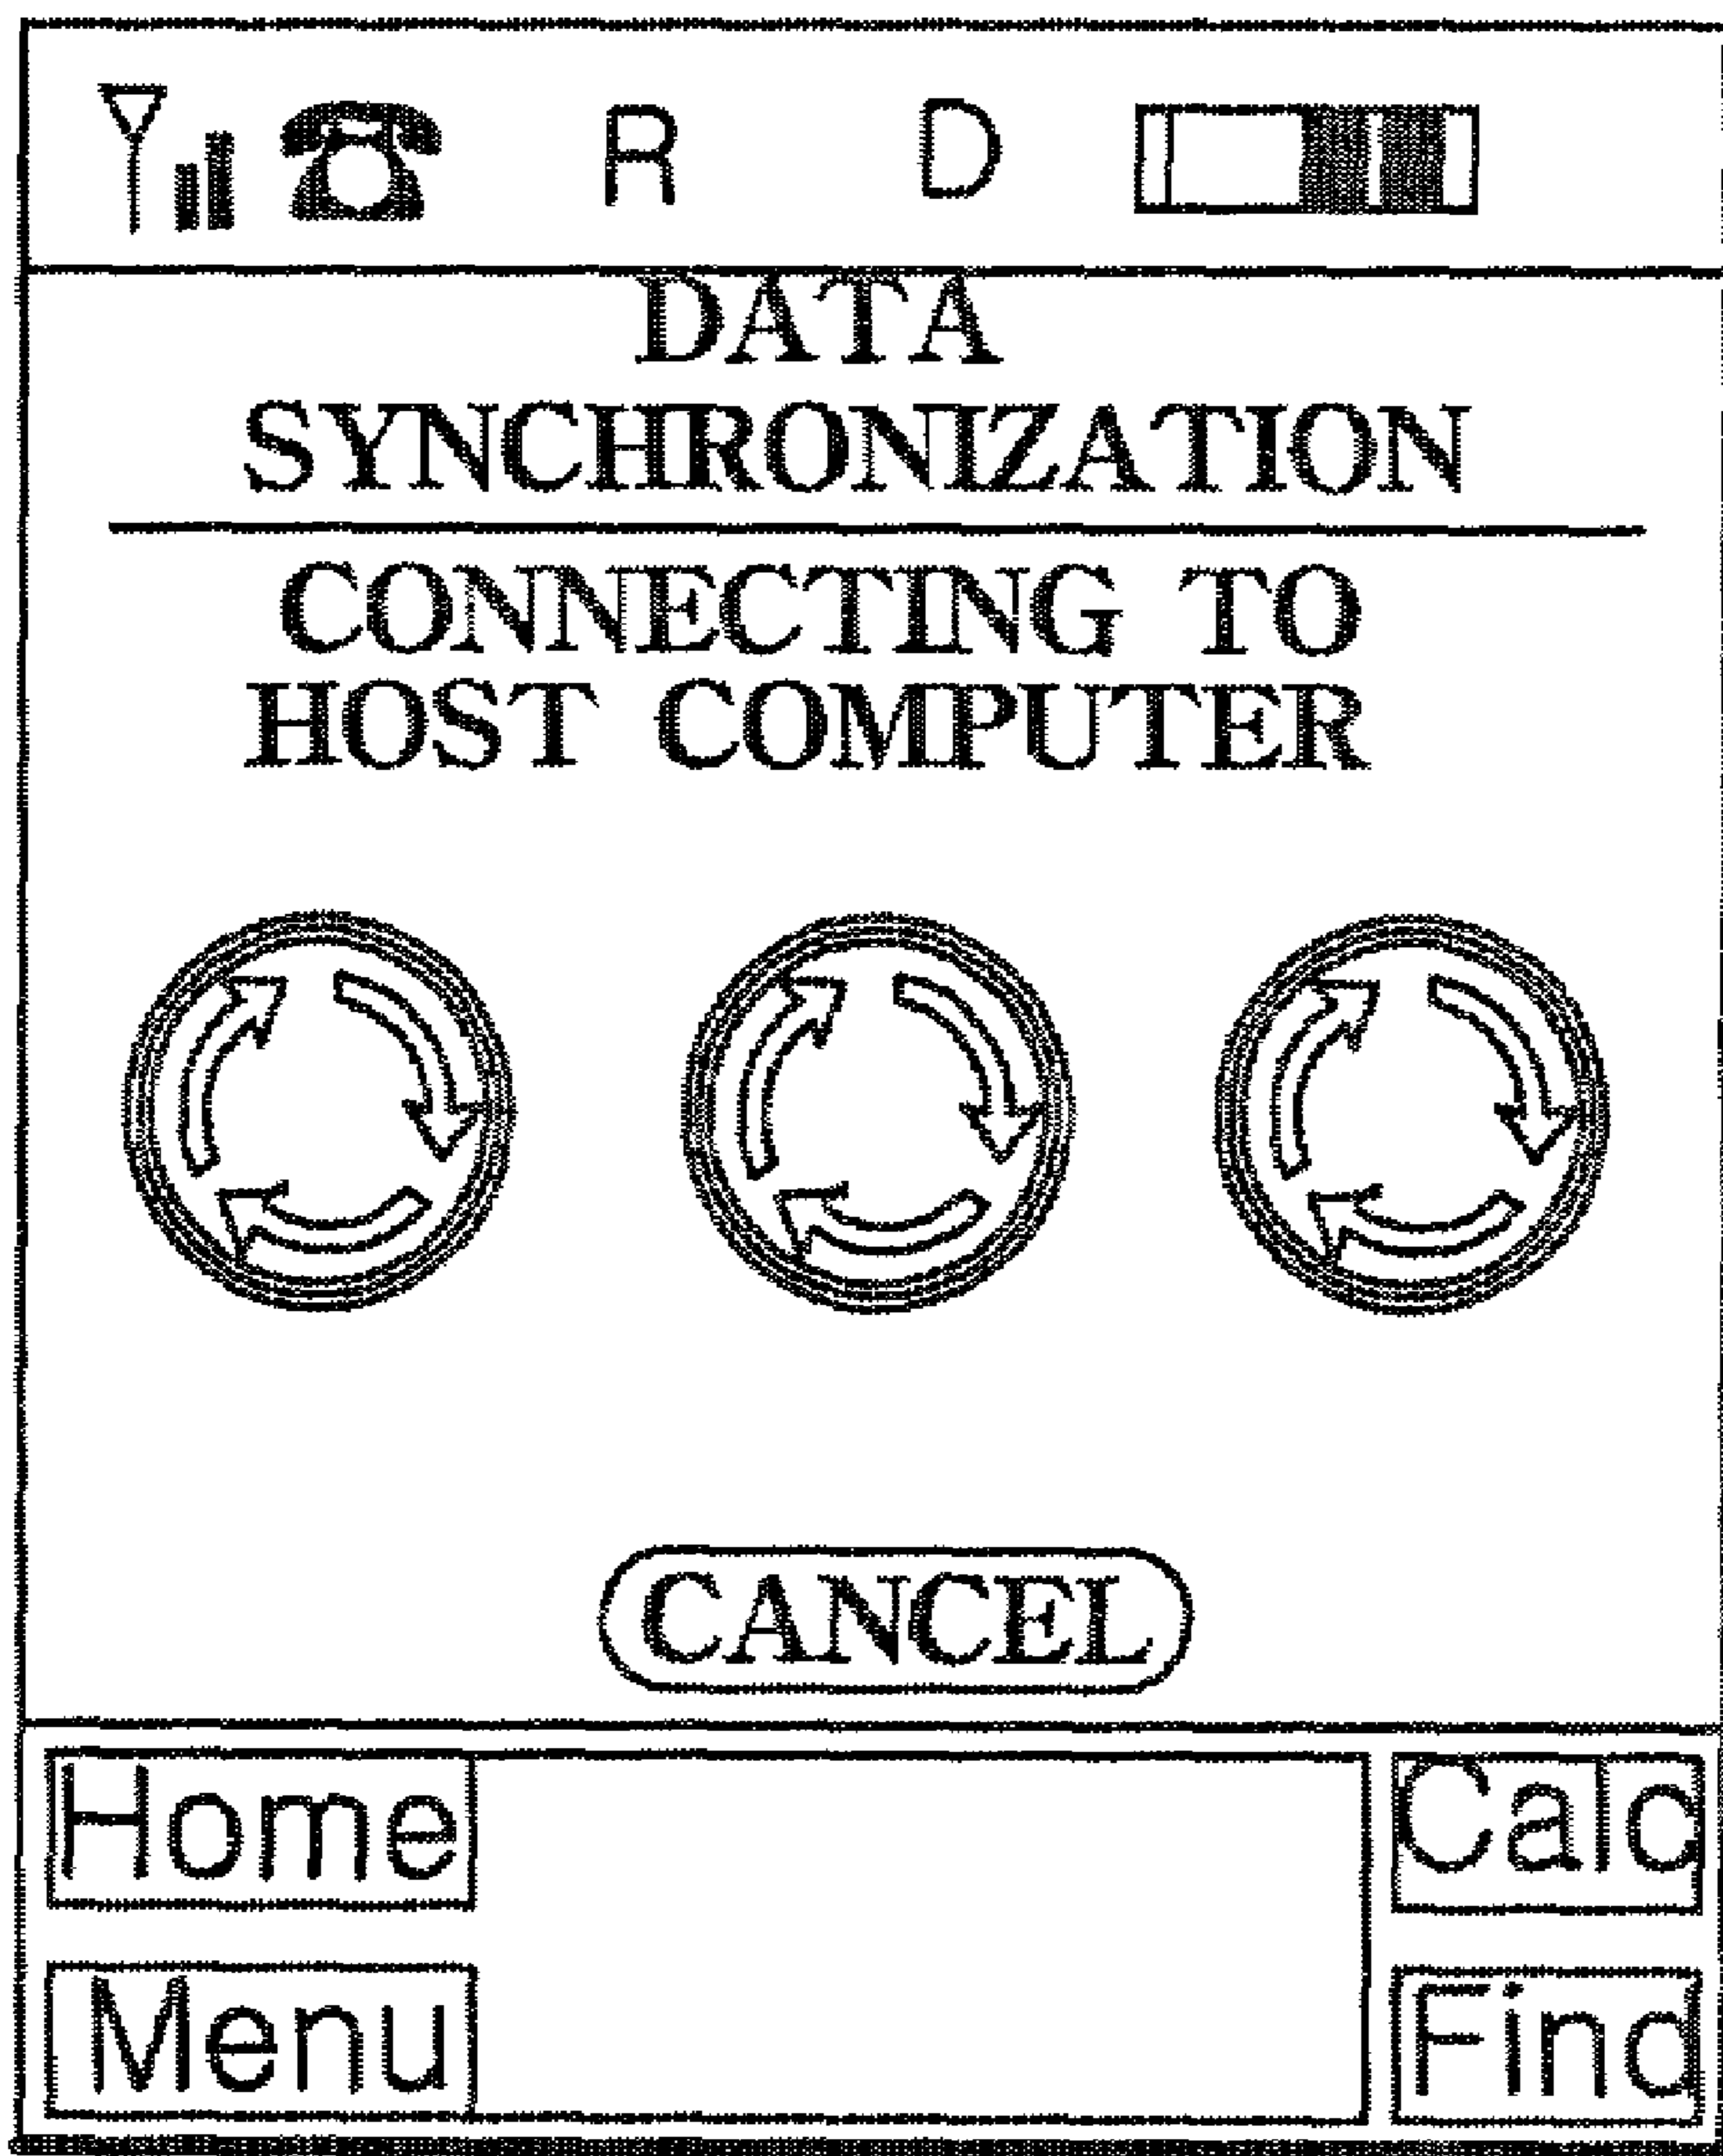 R D
DATA
SYNCHRONIZATION
CONNECTING TO
HOST COMPUTER
CANCEL
Home Calc
Menu Find